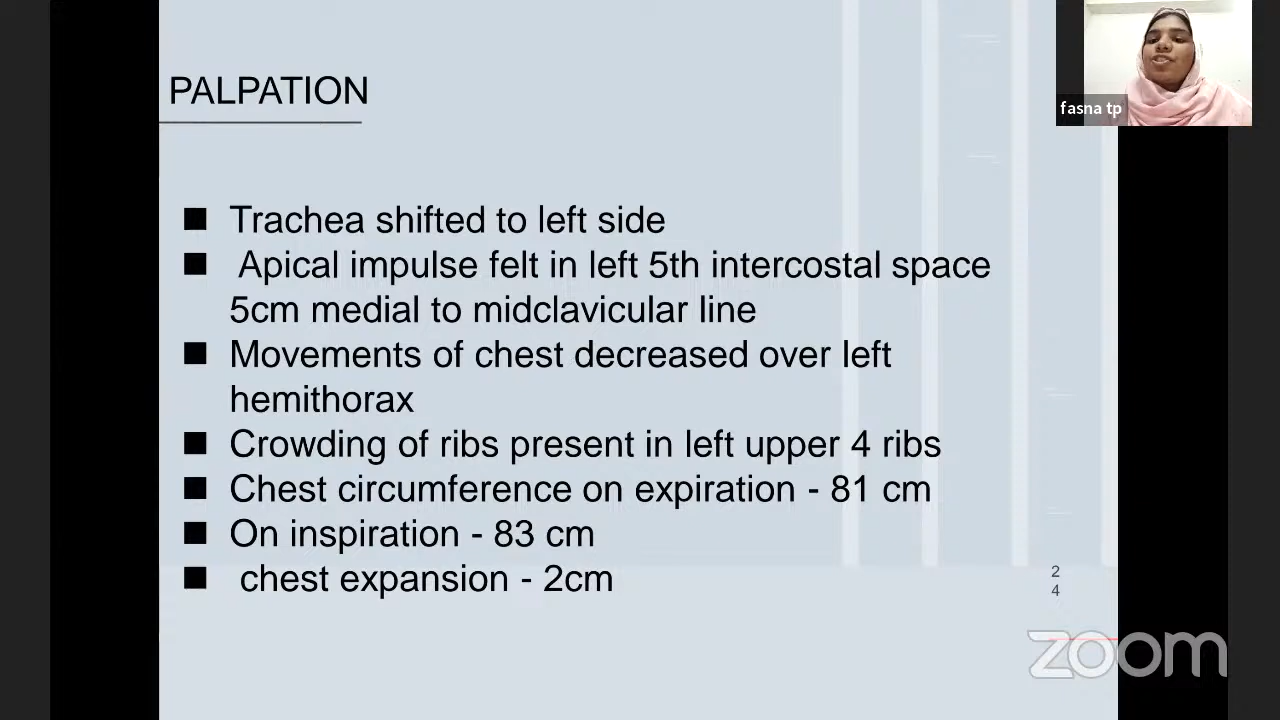 PALPATION
fasna tp
■ Trachea shifted to left side
■ Apical impulse felt in left 5th intercostal space
5cm medial to midclavicular line
■ Movements of chest decreased over left
hemithorax
■ Crowding of ribs present in left upper 4 ribs
■ Chest circumference on expiration - 81 cm
■ On inspiration - 83 cm
■ chest expansion - 2cm
2
4
zoom